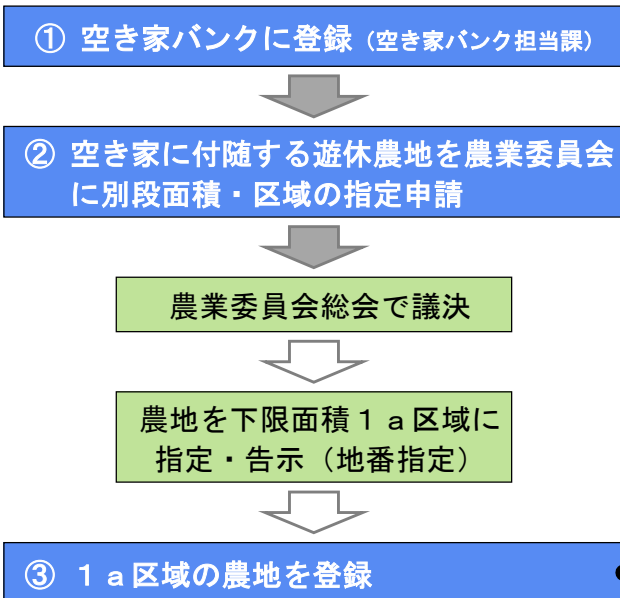 ① 空き家バンクに登録（空き家バンク担当課）
② 空き家に付随する遊休農地を農業委員会
に別段面積・区域の指定申請
農業委員会総会で議決
農地を下限面積１ａ区域に
指定・告示（地番指定）
③ １ａ区域の農地を登録